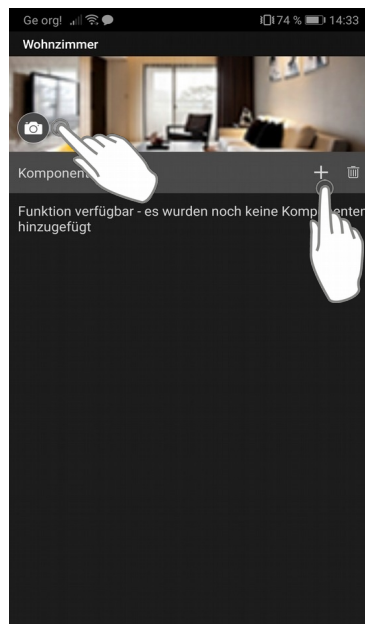 Ge org!
74 % 14:33
Wohnzimmer
Funktion verfügbar - es wurden noch keine
hinzugefügt